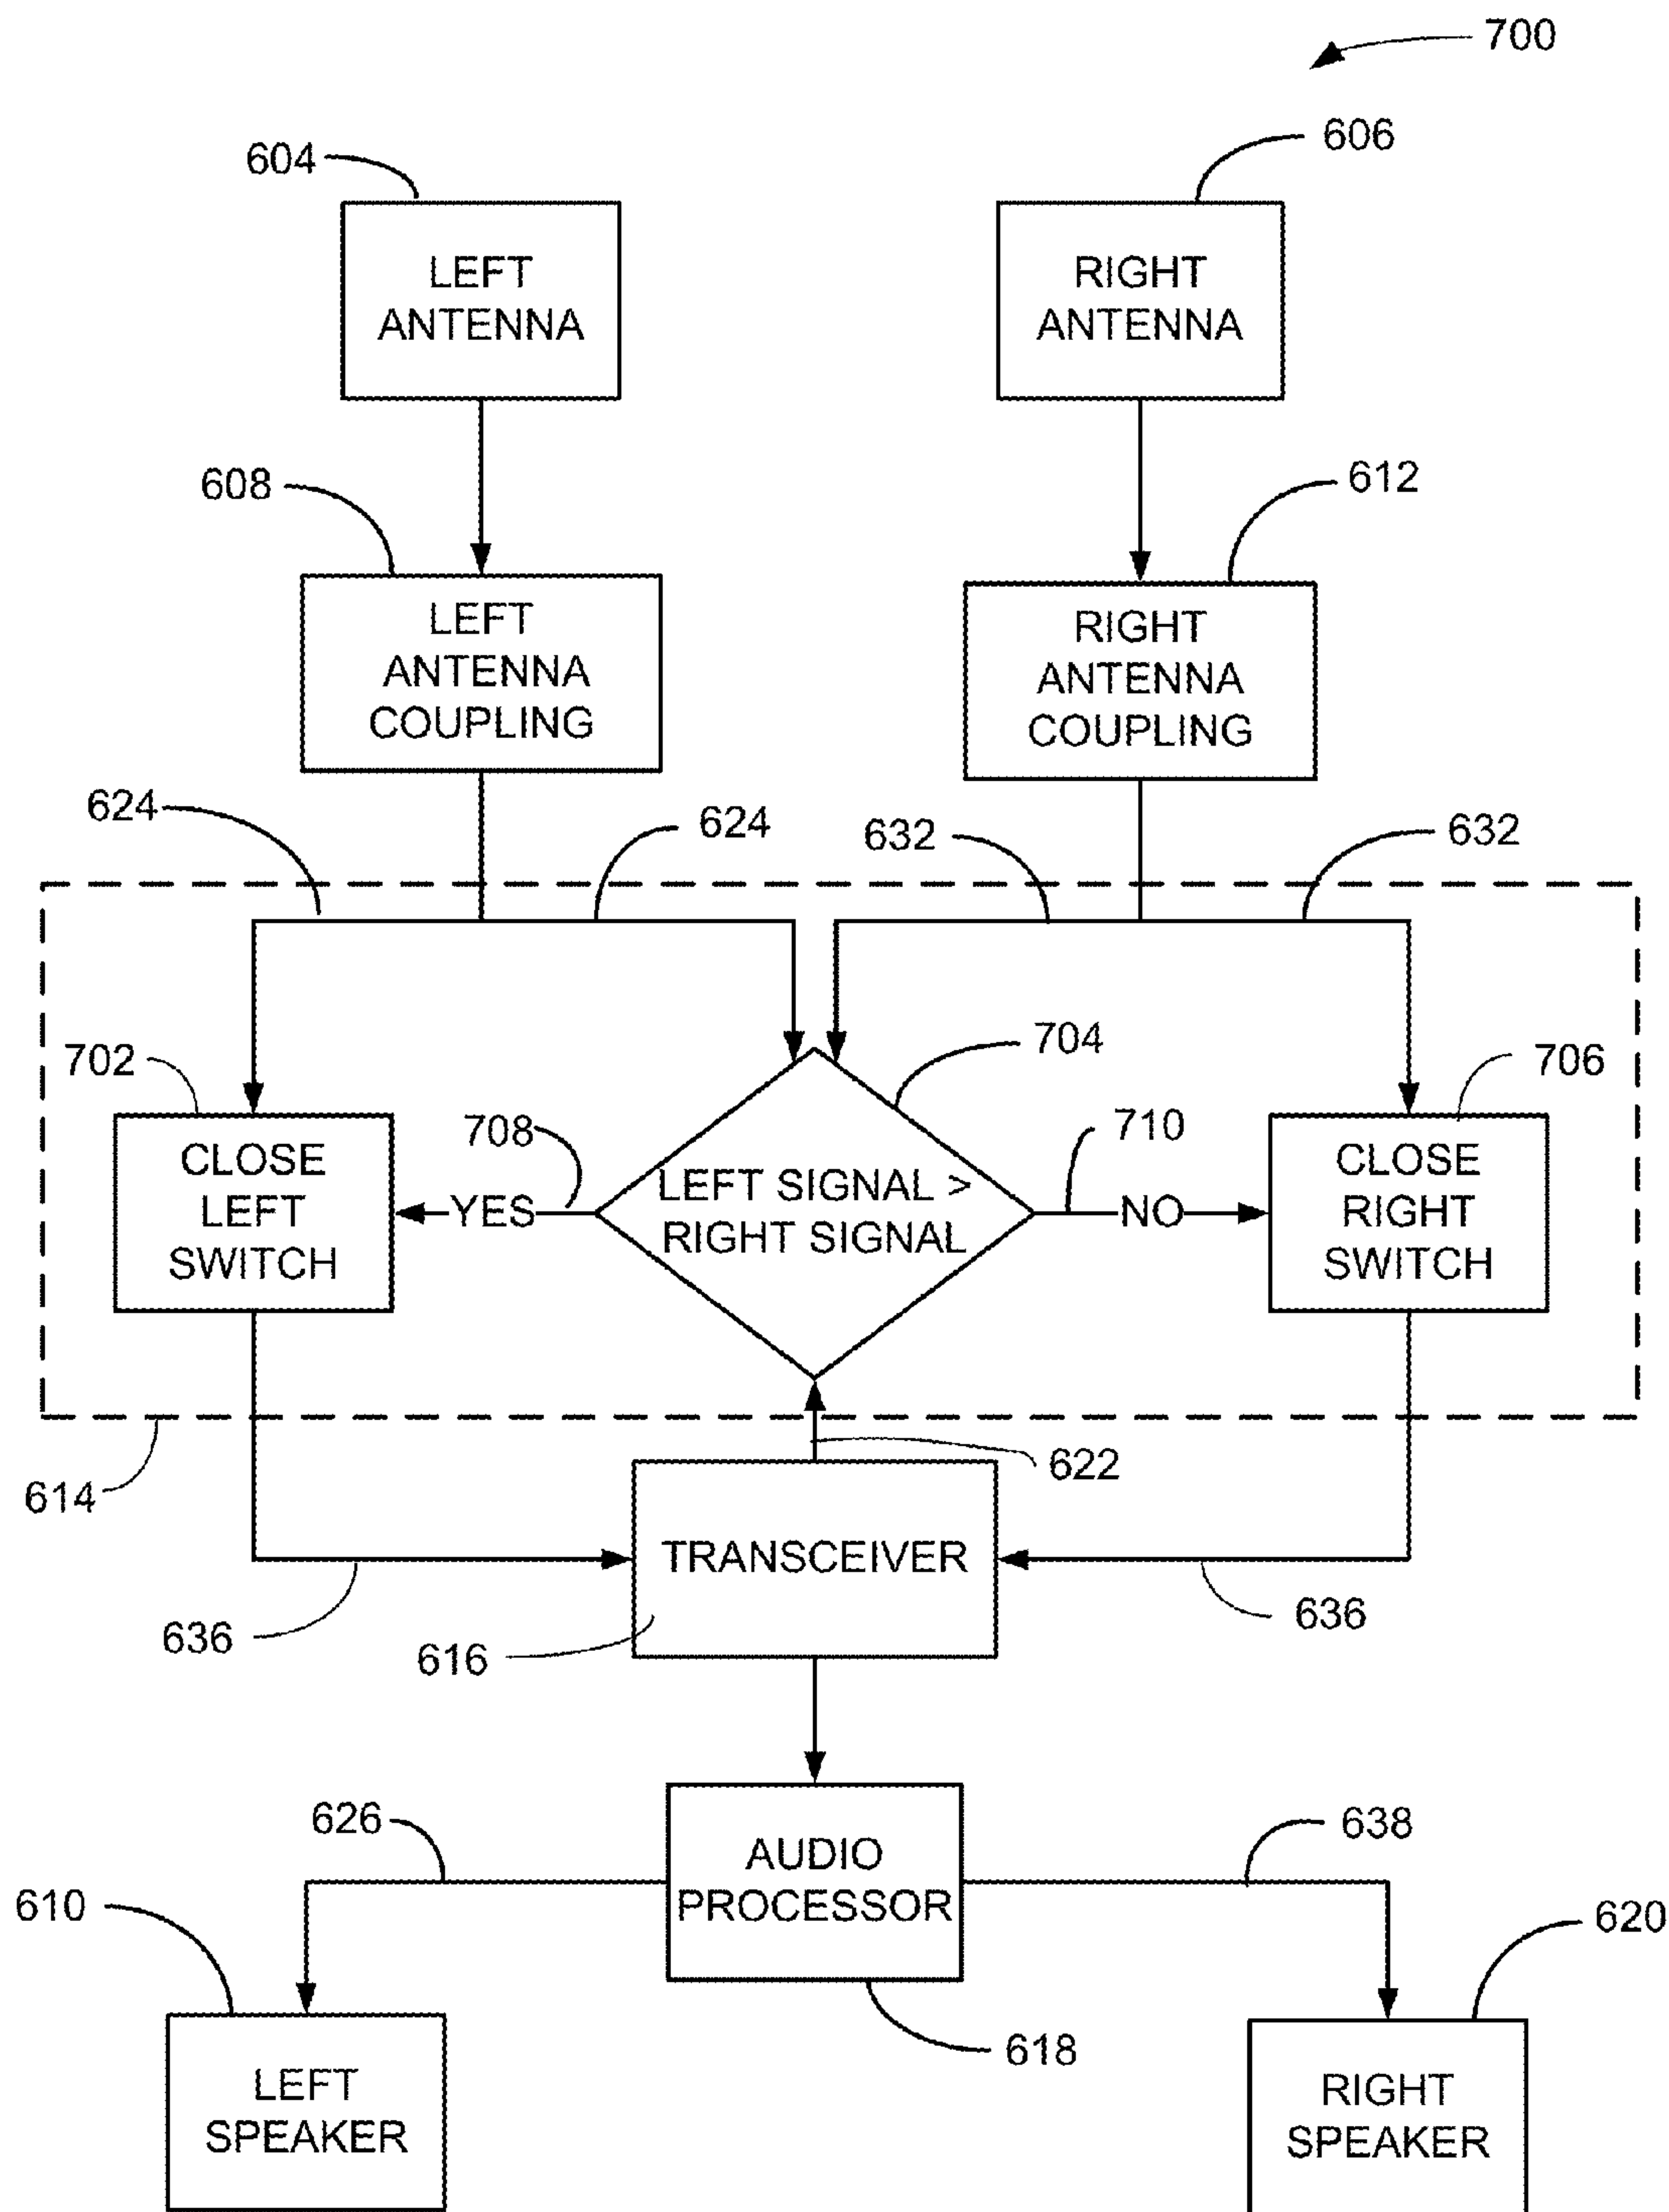 700
604
606
LEFT
ANTENNA
RIGHT
ANTENNA
608
612
LEFT
ANTENNA
COUPLING
RIGHT
ANTENNA
COUPLING
624
624
632
632
702
704
706
708
710
CLOSE
LEFT
SWITCH
YES
LEFT SIGNAL >
RIGHT SIGNAL
NO
CLOSE
RIGHT
SWITCH
614
622
TRANSCEIVER
636
616
636
626
638
AUDIO
PROCESSOR
610
620
618
LEFT
SPEAKER
RIGHT
SPEAKER